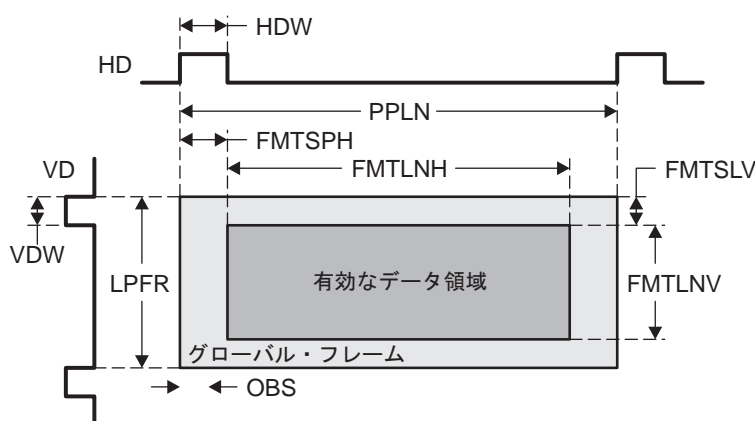 HDW
HD
PPLN
FMTSPH
VD
FMTLNH
FMTSLV
VDW
LPFR
有効なデータ領域
FMTLNV
グローバル・フレーム
OBS